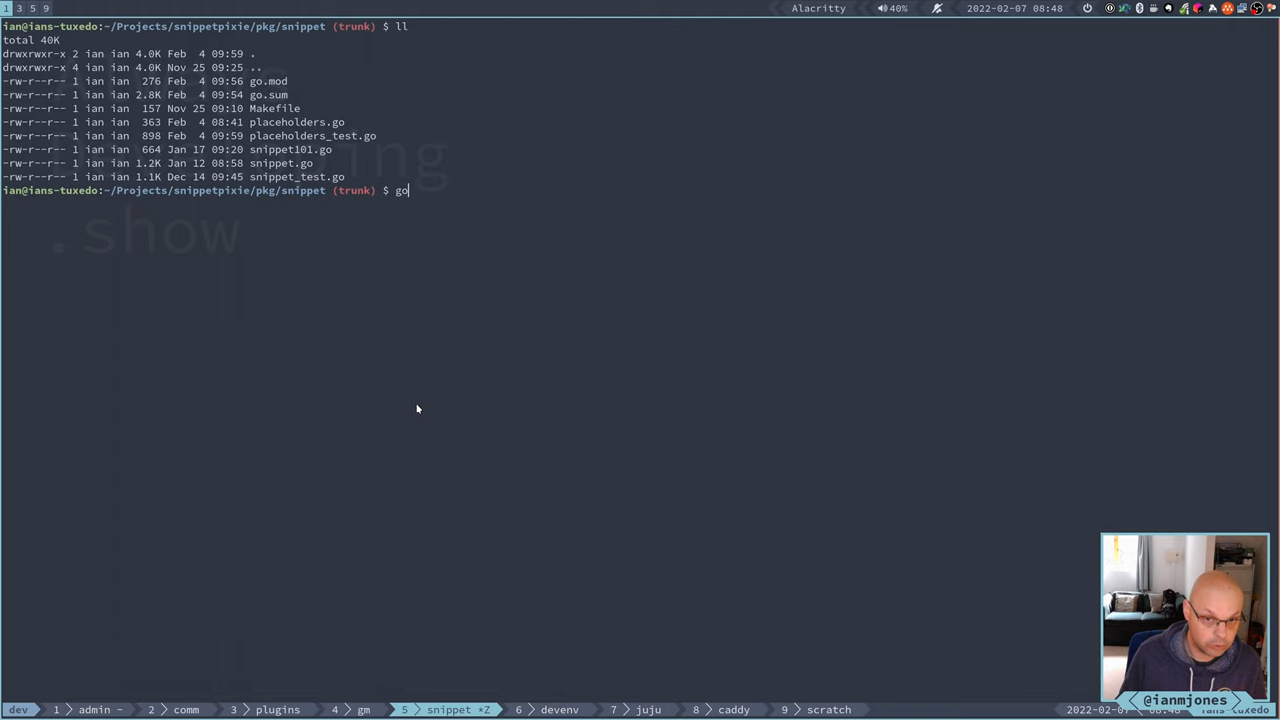 1 3 5 9 Alacritty 40% 2022-02-07 08:48
ian@ians-tuxedo:~/Projects/snippetpixie/pkg/snippet (trunk) $ ll
total 40K
drwxrwxr-x 2 ian ian 4.0K Feb  4 09:59 .
drwxrwxr-x 4 ian ian 4.0K Nov 25 09:25 ..
-rw-r--r-- 1 ian ian  276 Feb  4 09:56 go.mod
-rw-r--r-- 1 ian ian 2.8K Feb  4 09:54 go.sum
-rw-r--r-- 1 ian ian  157 Nov 25 09:10 Makefile
-rw-r--r-- 1 ian ian  363 Feb  4 08:41 placeholders.go
-rw-r--r-- 1 ian ian  898 Feb  4 09:59 placeholders_test.go
-rw-r--r-- 1 ian ian  664 Jan 17 09:20 snippet101.go
-rw-r--r-- 1 ian ian 1.2K Jan 12 08:58 snippet.go
-rw-r--r-- 1 ian ian 1.1K Dec 14 09:45 snippet_test.go
ian@ians-tuxedo:~/Projects/snippetpixie/pkg/snippet (trunk) $ go
.show
@ianmjones
dev 1 admin - 2 comm 3 plugins 4 gm 5 snippet *Z 6 devenv 7 juju 8 caddy 9 scratch 2022-02-07